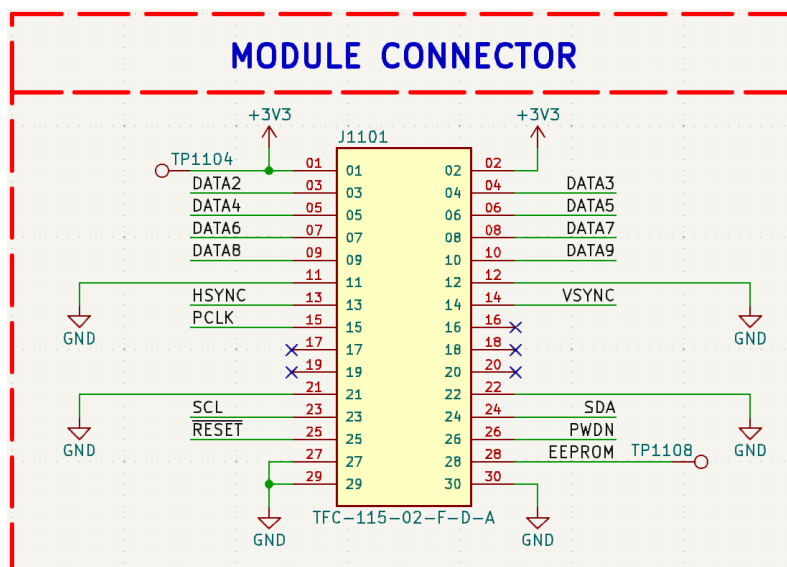 MODULE CONNECTOR
+3V3 +3V3
J1101
TP1104 01 01 02 02
DATA2 03 03 04 04 DATA3
DATA4 05 05 06 06 DATA5
DATA6 07 07 08 08 DATA7
DATA8 09 09 10 10 DATA9
11 11 12 12
HSYNC 13 13 14 14 VSYNC
PCLK 15 15 16 16
GND GND
17 17 18 18
19 19 20 20
21 21 22 22
SCL 23 23 24 24 SDA
RESET 25 25 26 26 PWDN
GND GND
27 27 28 28 EEPROM TP1108
29 29 30 30
TFC-115-02-F-D-A
GND GND